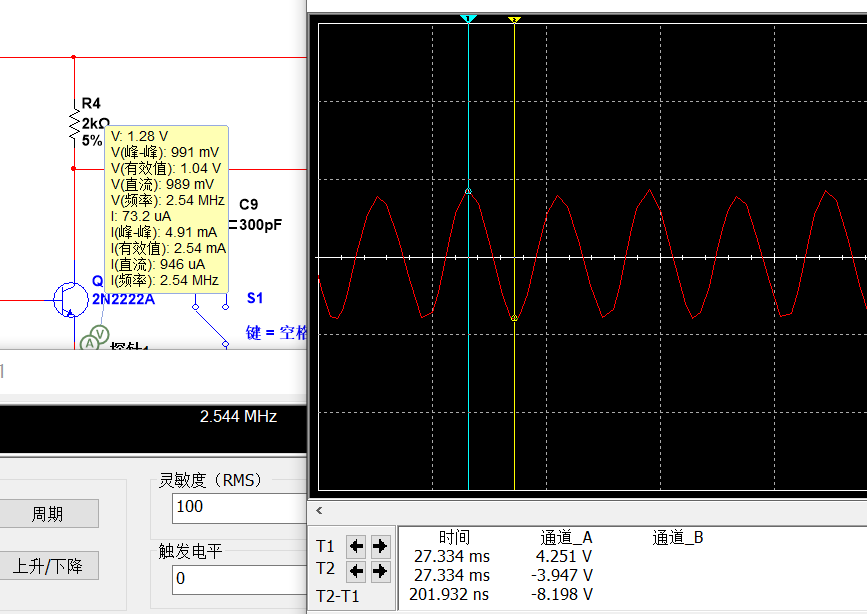 R4
2kΩ
5%
V: 1.28 V
V(峰-峰): 991 mV
V(有效值): 1.04 V
V(直流): 989 mV
V(频率): 2.54 MHz
I: 73.2 uA
I(峰-峰): 4.91 mA
I(有效值): 2.54 mA
I(直流): 946 uA
I(频率): 2.54 MHz
C9
300pF
Q
2N2222A
S1
键 = 空格
V
A
探针1
1
2
2.544 MHz
灵敏度（RMS）
100
周期
触发电平
上升/下降
0
时间 通道_A 通道_B
T1 27.334 ms 4.251 V
T2 27.334 ms -3.947 V
T2-T1 201.932 ns -8.198 V